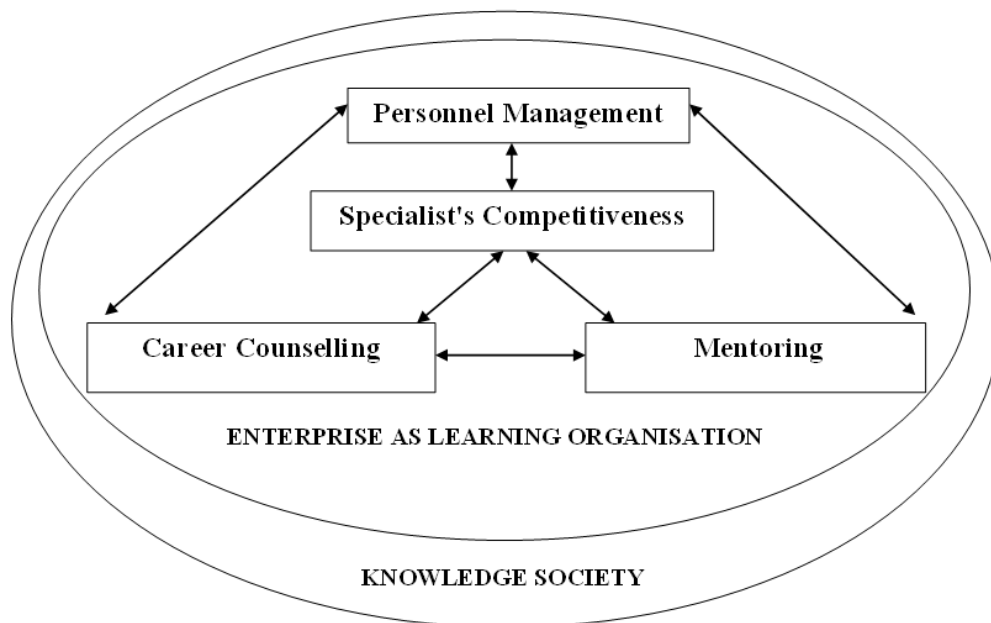 Personnel Management
Specialist's Competitiveness
Career Counselling
Mentoring
ENTERPRISE AS LEARNING ORGANISATION
KNOWLEDGE SOCIETY